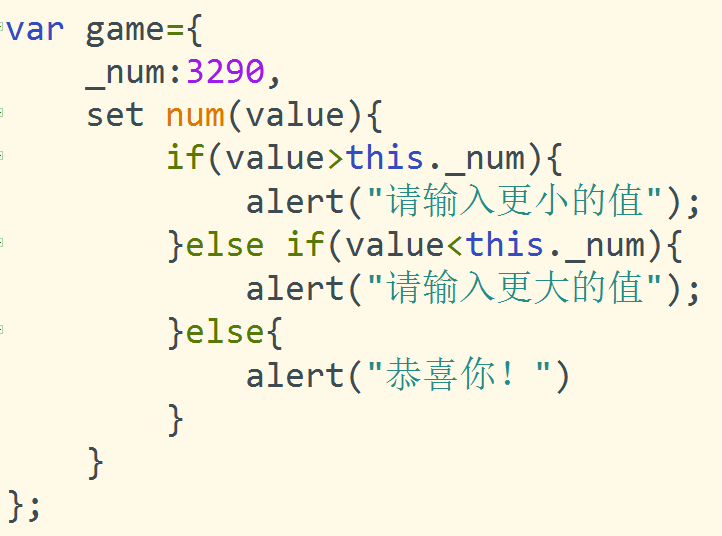 var game={
    _num:3290,
    set num(value){
        if(value>this._num){
            alert("请输入更小的值");
        }else if(value<this._num){
            alert("请输入更大的值");
        }else{
            alert("恭喜你！")
        }
    }
};